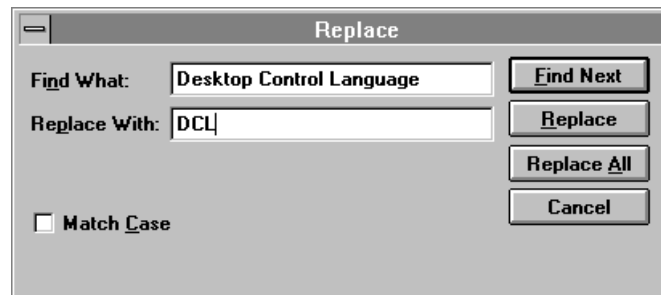 Replace
Find What: Desktop Control Language
Find Next
Replace With: DCL
Replace
Replace All
Cancel
Match Case